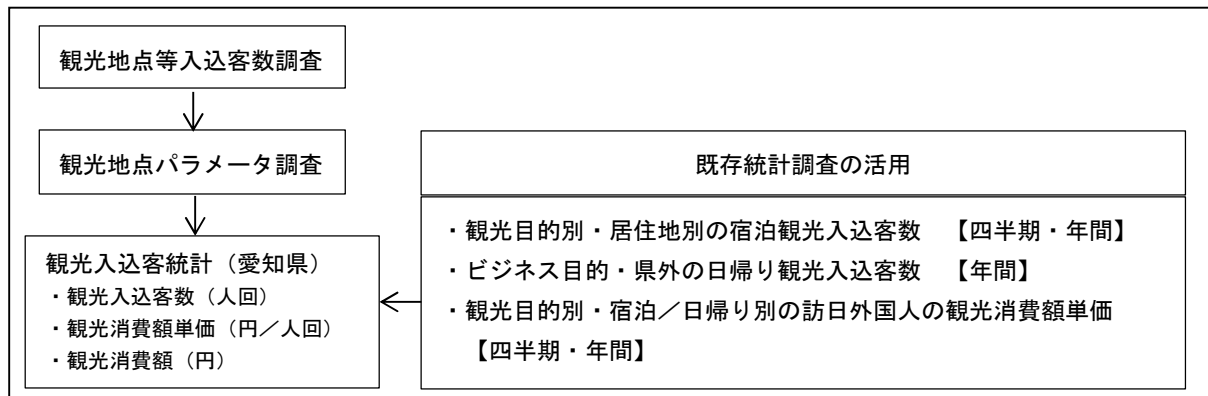 観光地点等入込客数調査
観光地点パラメータ調査
観光入込客統計（愛知県）
・観光入込客数（人回）
・観光消費額単価（円／人回）
・観光消費額（円）
既存統計調査の活用
・観光目的別・居住地別の宿泊観光入込客数　【四半期・年間】
・ビジネス目的・県外の日帰り観光入込客数　【年間】
・観光目的別・宿泊／日帰り別の訪日外国人の観光消費額単価
【四半期・年間】